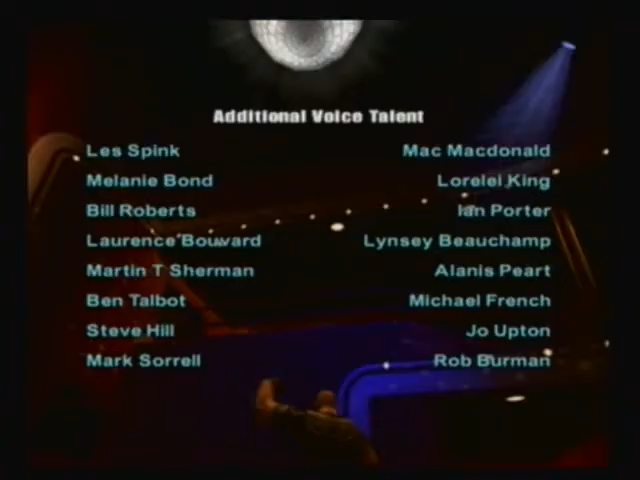 Additional Voice Talent
Les Spink Mac Macdonald
Melanie Bond Lorelei King
Bill Roberts Ian Porter
Laurence Bouvard Lynsey Beauchamp
Martin T Sherman Alanis Peart
Ben Talbot Michael French
Steve Hill Jo Upton
Mark Sorrell Rob Burman